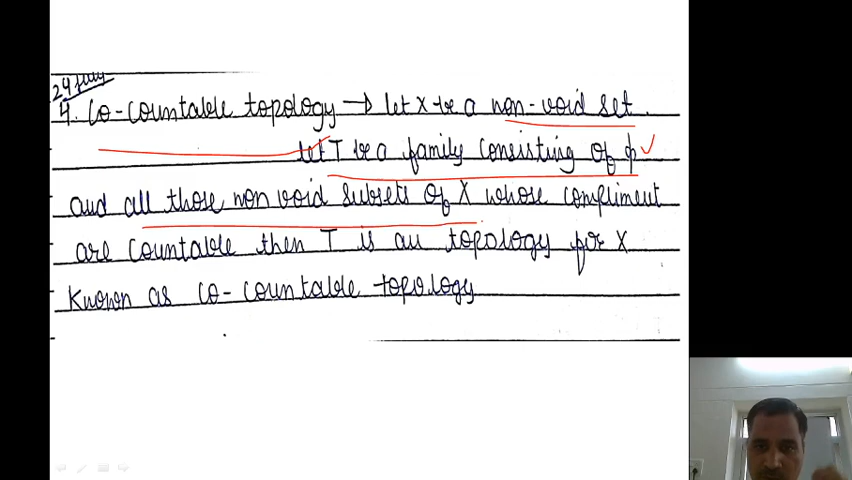 24 July
4. Co-countable topology → let X be a non-void set.
let T be a family consisting of φ
and all those non void subsets of X whose compliment
are countable then T is an topology for X
Known as co-countable topology